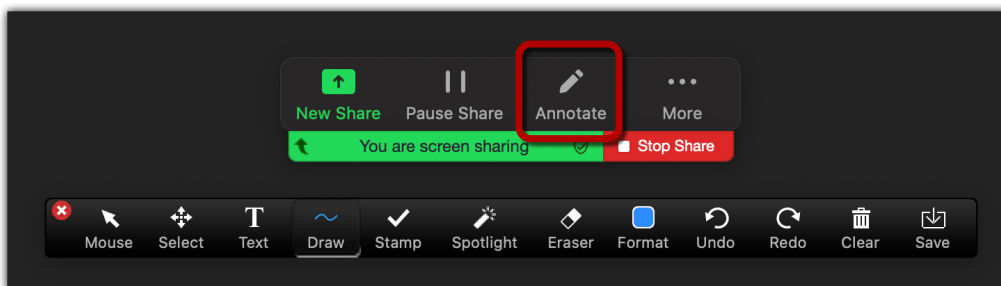 New Share Pause Share Annotate More
You are screen sharing Stop Share
Mouse Select Text Draw Stamp Spotlight Eraser Format Undo Redo Clear Save